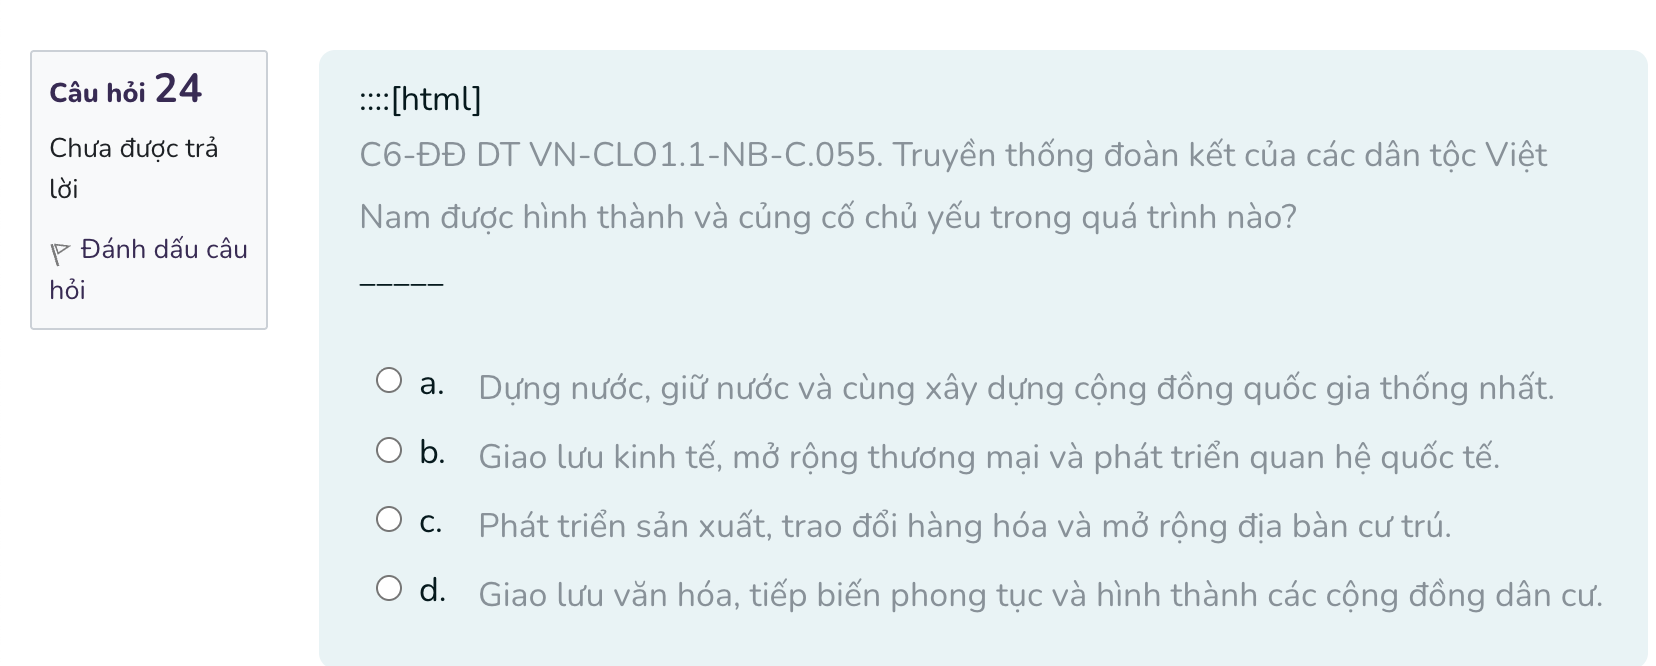 Câu hỏi 24
Chưa được trả
lời
Đánh dấu câu
hỏi
::::[html]
C6-ĐĐ DT VN-CLO1.1-NB-C.055. Truyền thống đoàn kết của các dân tộc Việt
Nam được hình thành và củng cố chủ yếu trong quá trình nào?
_____
a. Dựng nước, giữ nước và cùng xây dựng cộng đồng quốc gia thống nhất.
b. Giao lưu kinh tế, mở rộng thương mại và phát triển quan hệ quốc tế.
c. Phát triển sản xuất, trao đổi hàng hóa và mở rộng địa bàn cư trú.
d. Giao lưu văn hóa, tiếp biến phong tục và hình thành các cộng đồng dân cư.